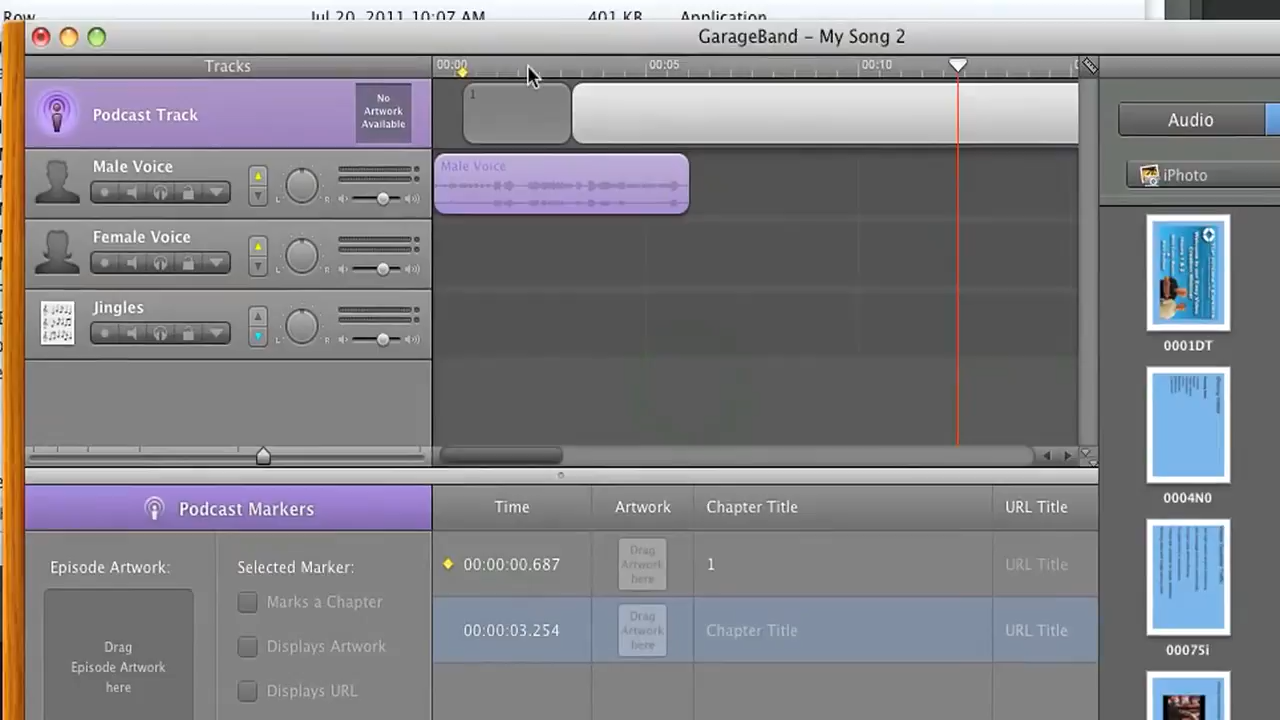 Row
Jul 20, 2011 10:07 AM
401 KB
Application
GarageBand – My Song 2
Tracks
00:00
00:05
00:10
Podcast Track
No
Artwork
Available
1
Audio
Male Voice
L
R
Male Voice
iPhoto
Female Voice
L
R
Jingles
L
R
0001DT
0004N0
00075i
Podcast Markers
Time
Artwork
Chapter Title
URL Title
Episode Artwork:
Drag
Episode Artwork
here
Selected Marker:
Marks a Chapter
Displays Artwork
Displays URL
00:00:00.687
Drag
Artwork
here
1
URL Title
00:00:03.254
Drag
Artwork
here
Chapter Title
URL Title